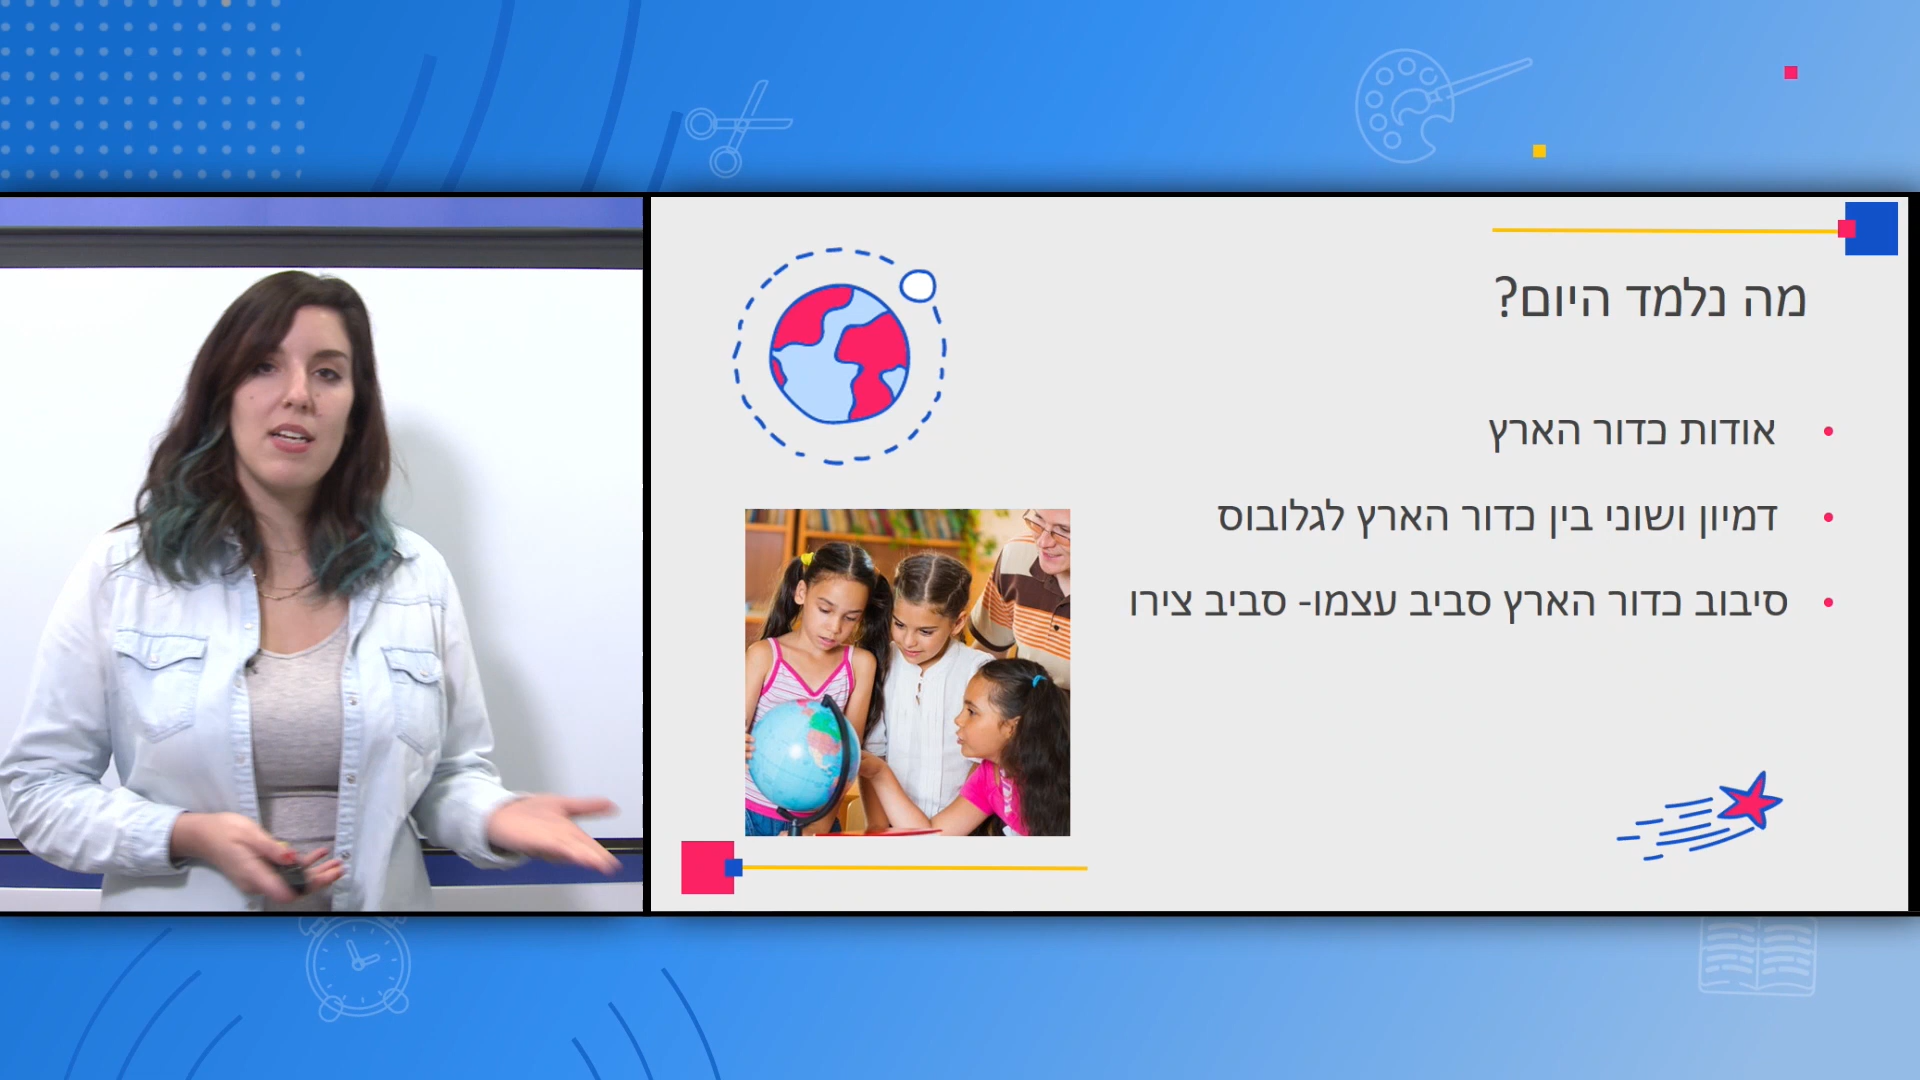 מה נלמד היום?
• אודות כדור הארץ
• דמיון ושוני בין כדור הארץ לגלובוס
• סיבוב כדור הארץ סביב עצמו- סביב צירו